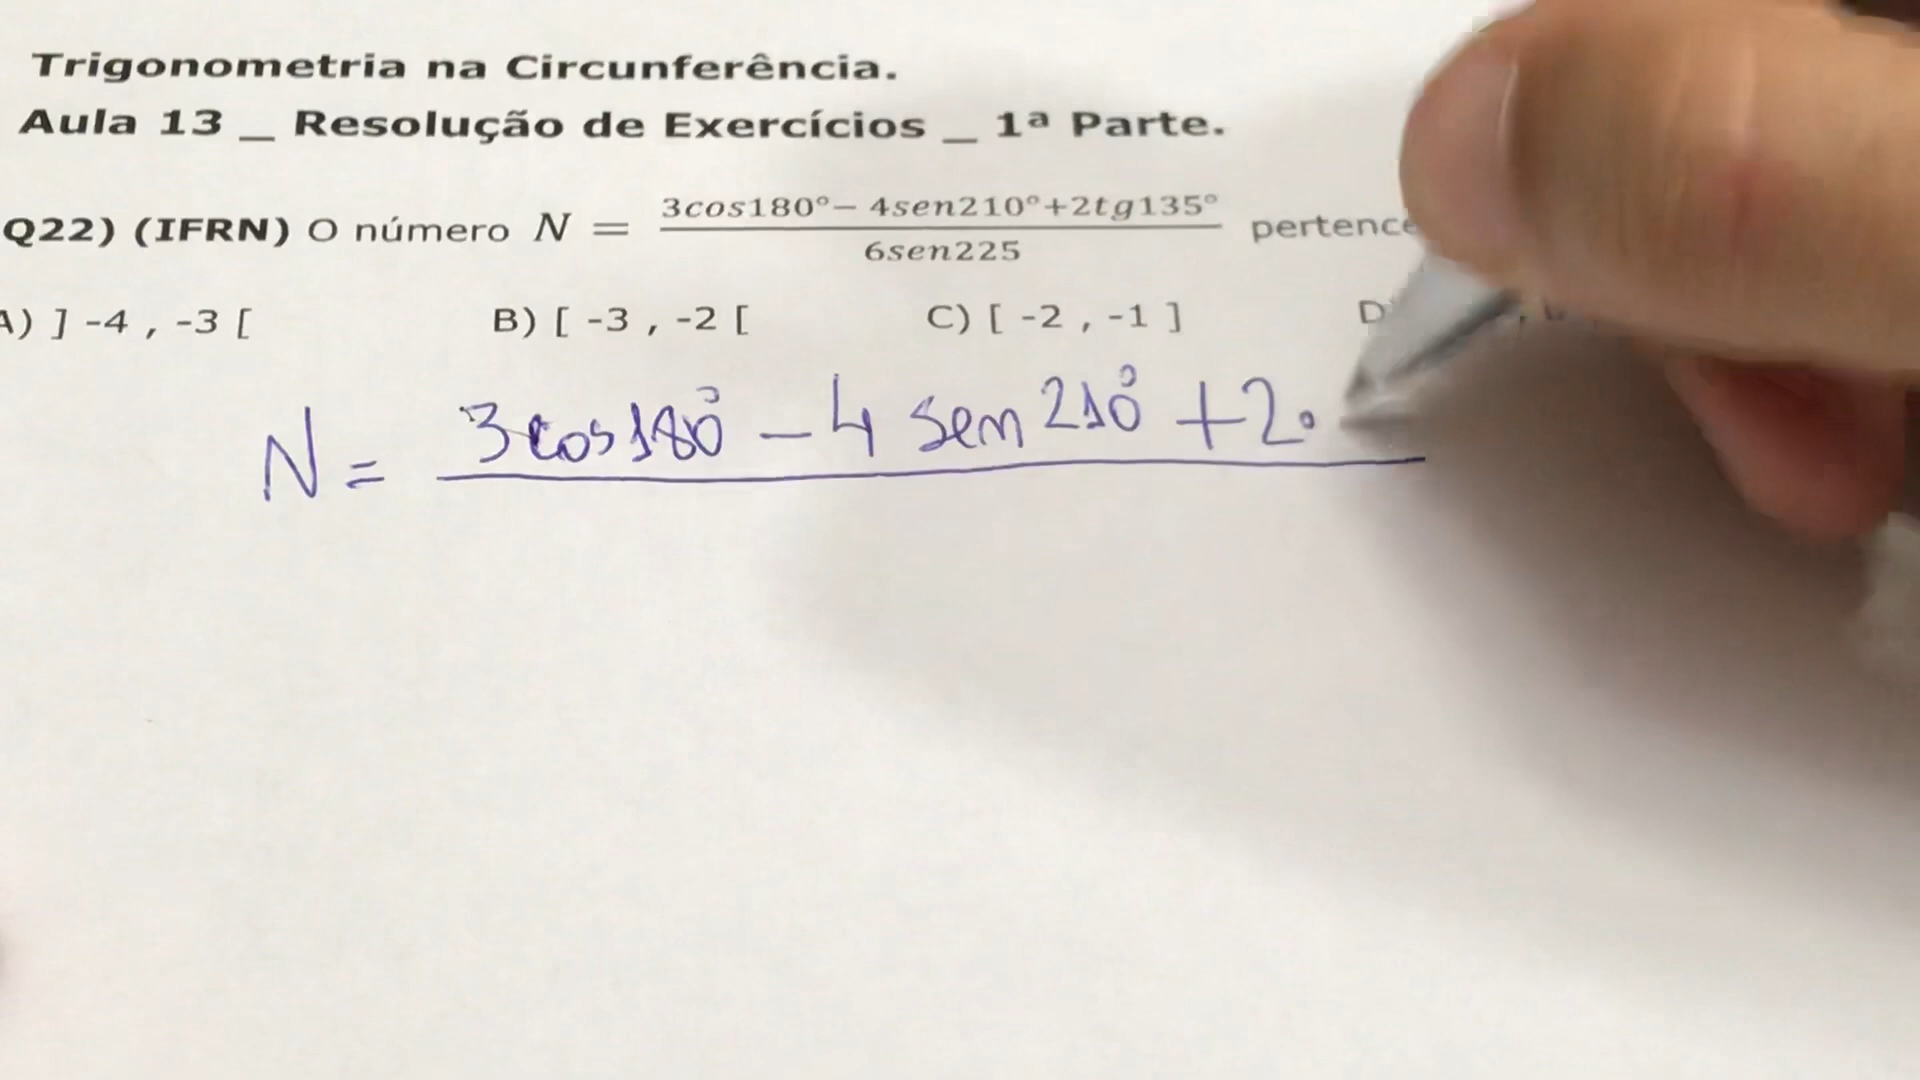 Trigonometria na Circunferência.
Aula 13 _ Resolução de Exercícios _ 1ª Parte.
Q22) (IFRN) O número N = 3cos180°− 4sen210°+2tg135° / 6sen225 pertence
A) ] -4 , -3 [ B) [ -3 , -2 [ C) [ -2 , -1 ] D
N = 3cos180° − 4 sen 210° + 2.